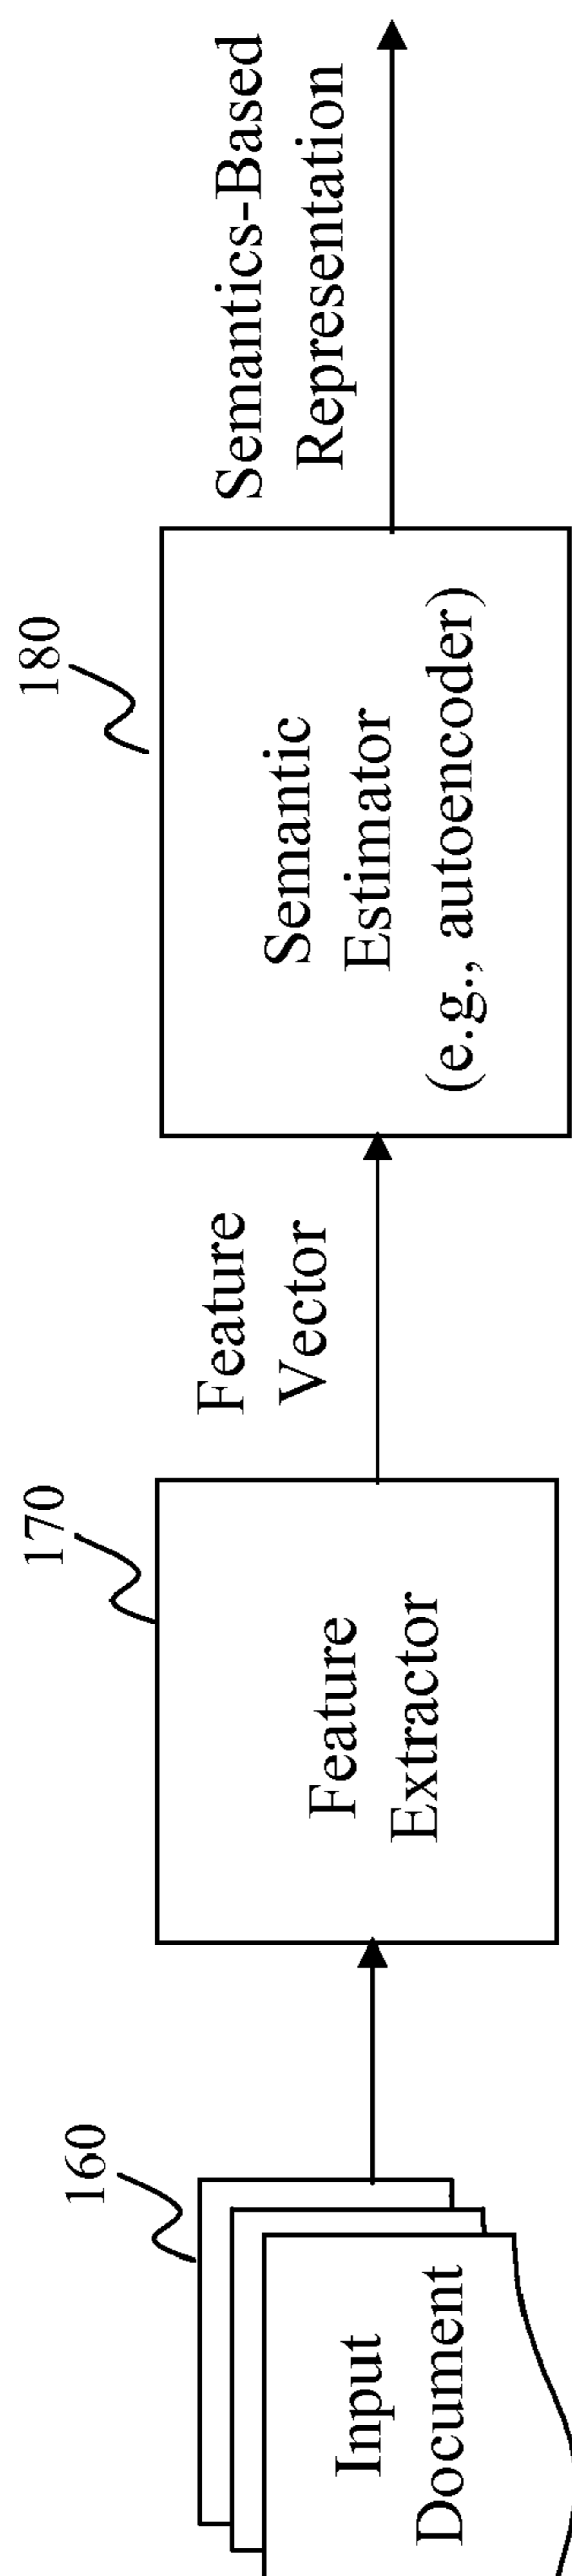 160
Input
Document
170
Feature
Extractor
Feature
Vector
180
Semantic
Estimator
(e.g., autoencoder)
Semantics-Based
Representation